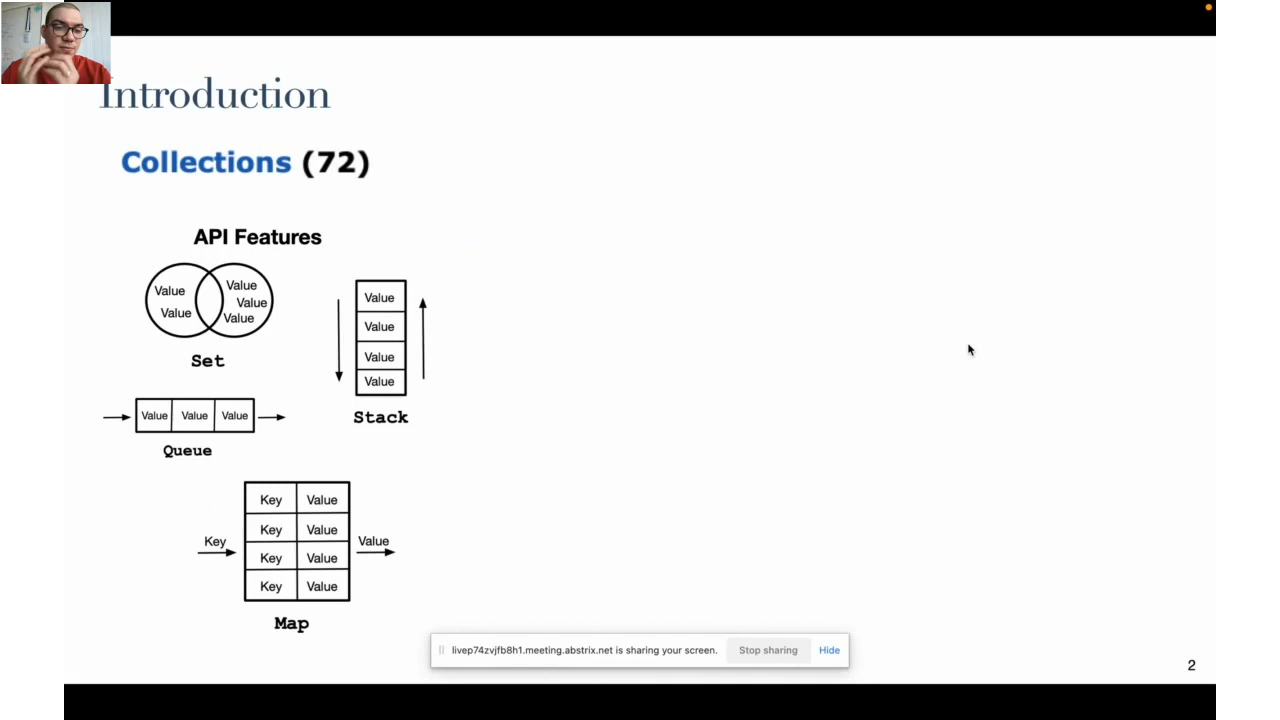 Introduction
Collections (72)
API Features
Value
Value
Value
Value
Value
Set
Value
Value
Value
Value
Stack
Value Value Value
Queue
Key Value
Key Value
Key Value
Key Value
Key
Value
Map
livep74zvjfb8h1.meeting.abstrix.net is sharing your screen. Stop sharing Hide
2